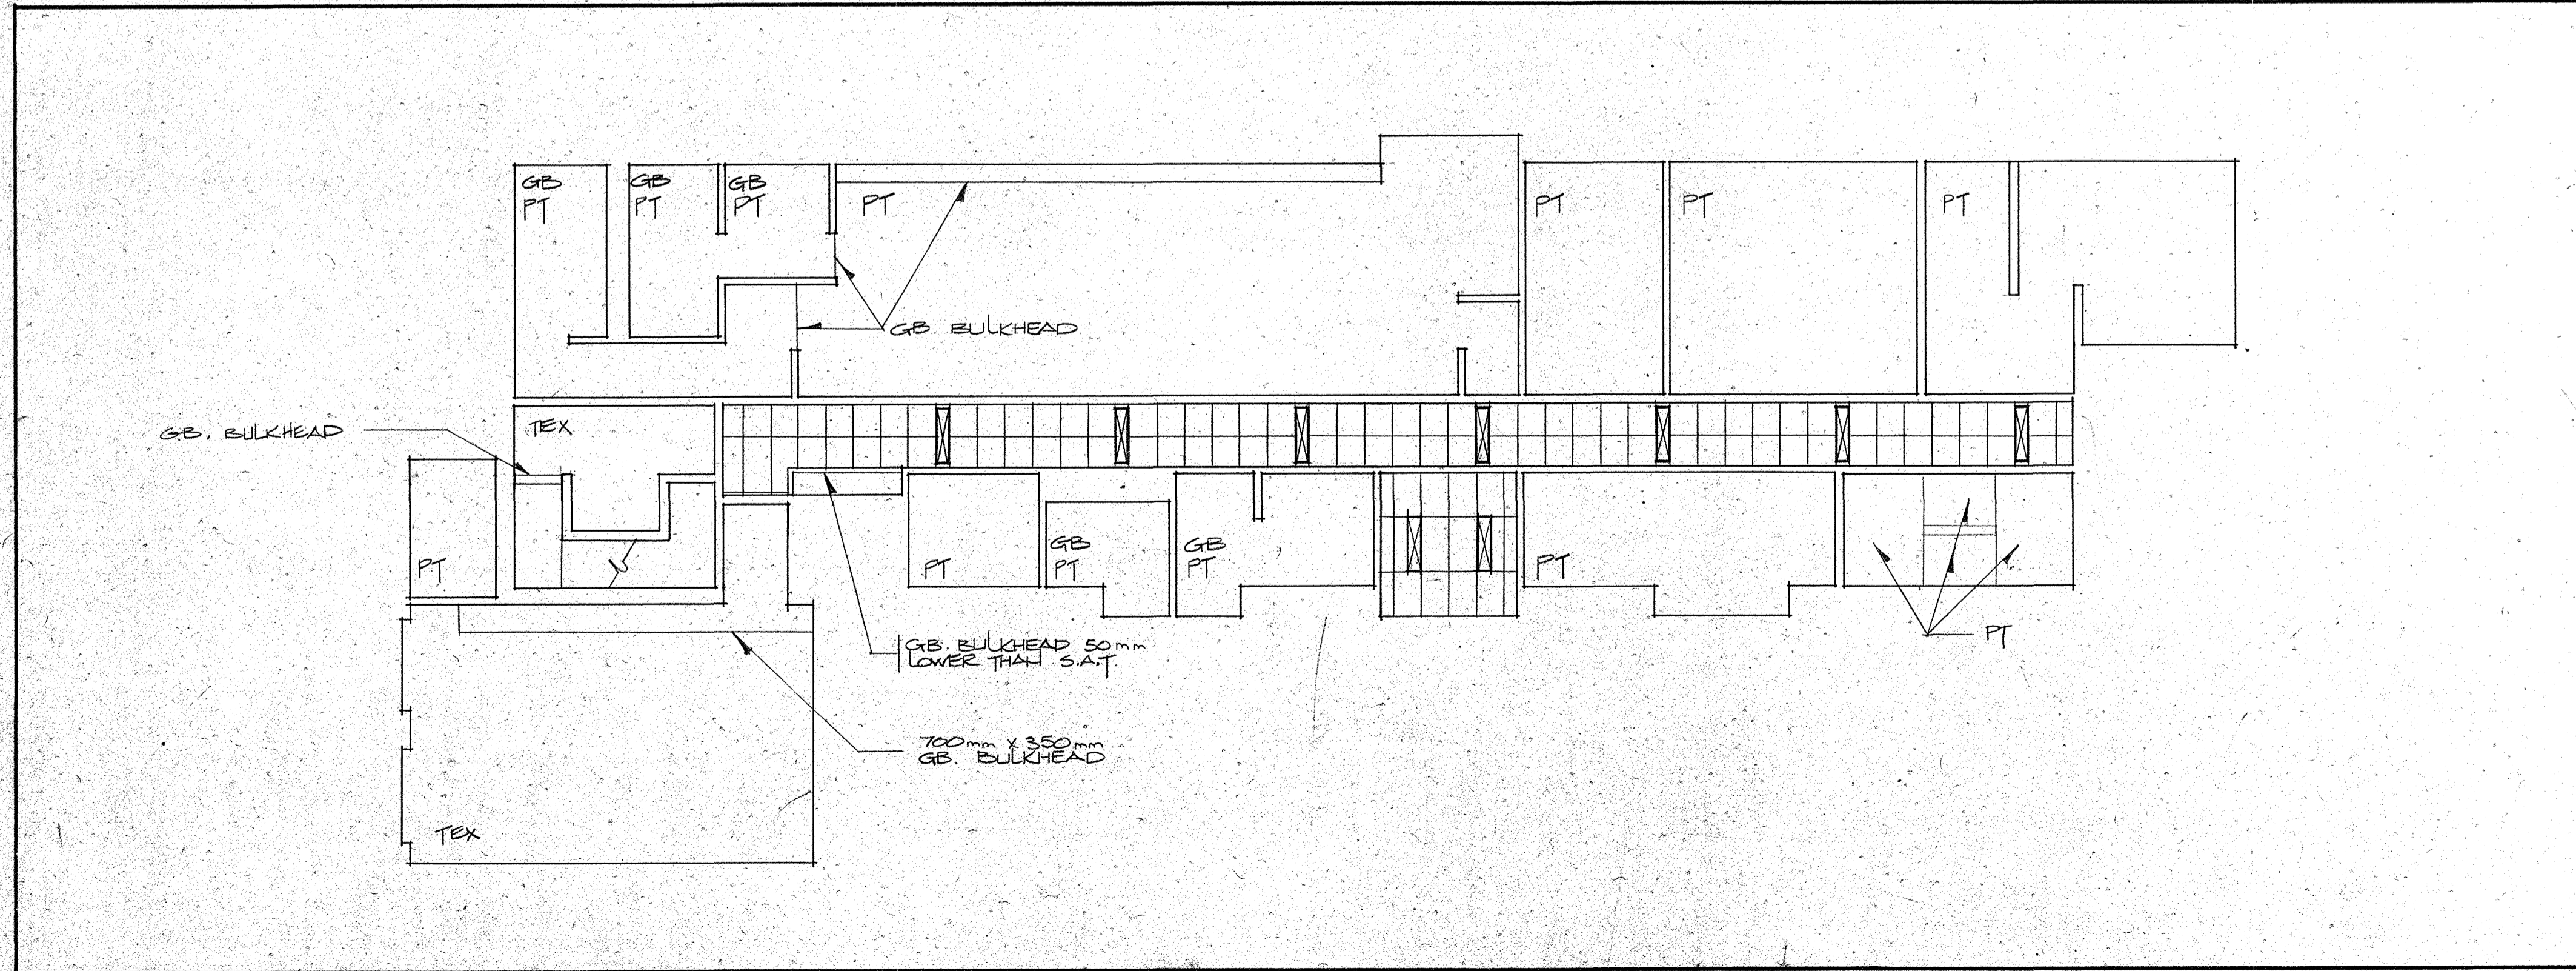 GB
PT
GB
PT
GB
PT
PT
PT
PT
PT
GB. BULKHEAD
G.B. BULKHEAD
TEX
PT
PT
GB
PT
GB
PT
PT
PT
GB. BULKHEAD 50mm
LOWER THAN S.A.T.
700mm X 350mm
GB. BULKHEAD
TEX